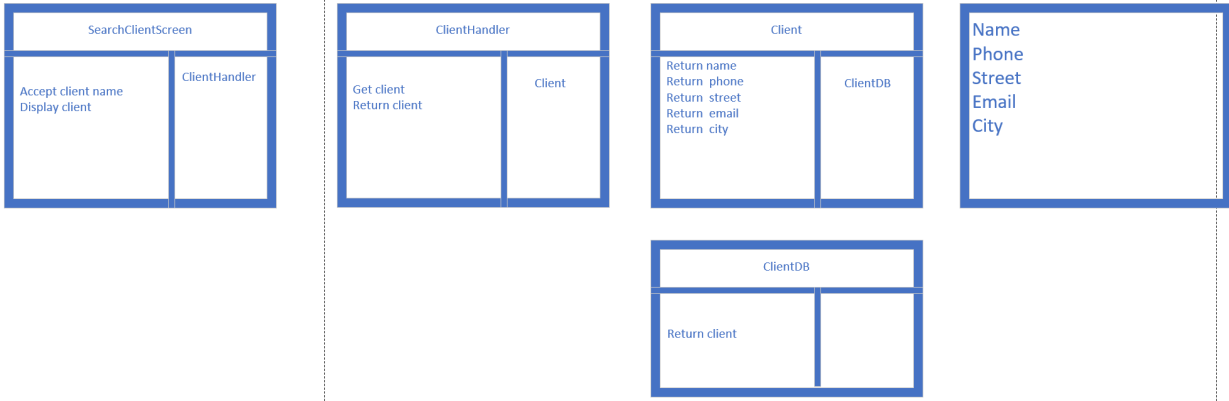 SearchClientScreen
Accept client name
Display client
ClientHandler
ClientHandler
Get client
Return client
Client
Client
Return name
Return  phone
Return  street
Return  email
Return  city
ClientDB
Name
Phone
Street
Email
City
ClientDB
Return client